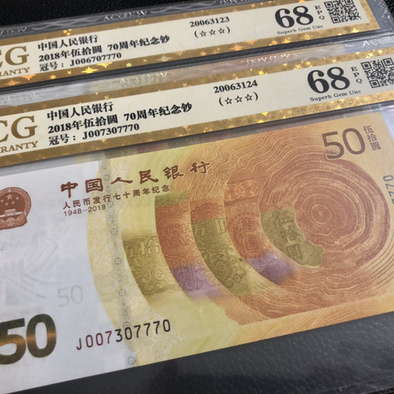 CG
RANTY
中国人民银行
2018年伍拾圆 70周年纪念钞
冠号：J006707770
20063123
(☆☆☆)
68
EPQ
Superb Gem Unc
CG
ARRANTY
中国人民银行
2018年伍拾圆 70周年纪念钞
冠号：J007307770
20063124
(☆☆☆)
68
EPQ
Superb Gem Unc
50 伍拾圆
中国人民银行
人民币发行七十周年纪念
1948-2018
50
50
J007307770
7770